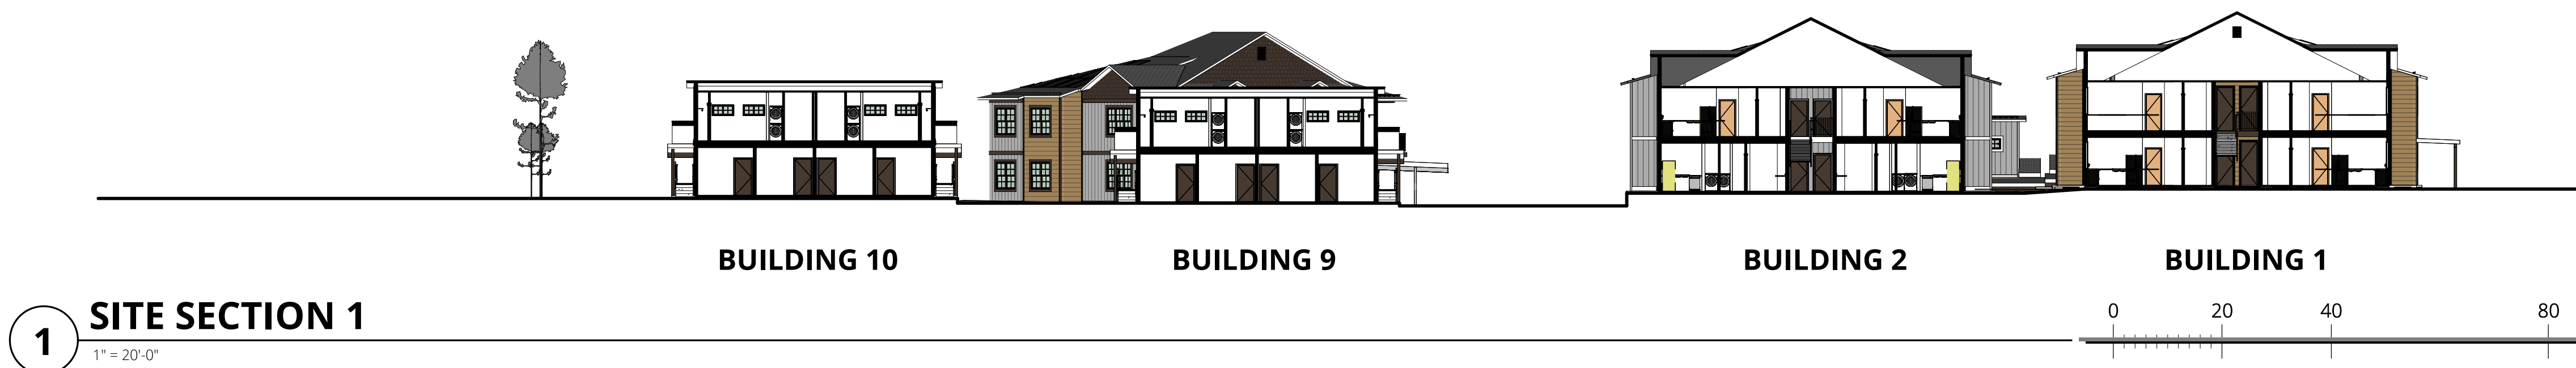 BUILDING 10 BUILDING 9 BUILDING 2 BUILDING 1
1 SITE SECTION 1
1" = 20'-0"
0 20 40 80